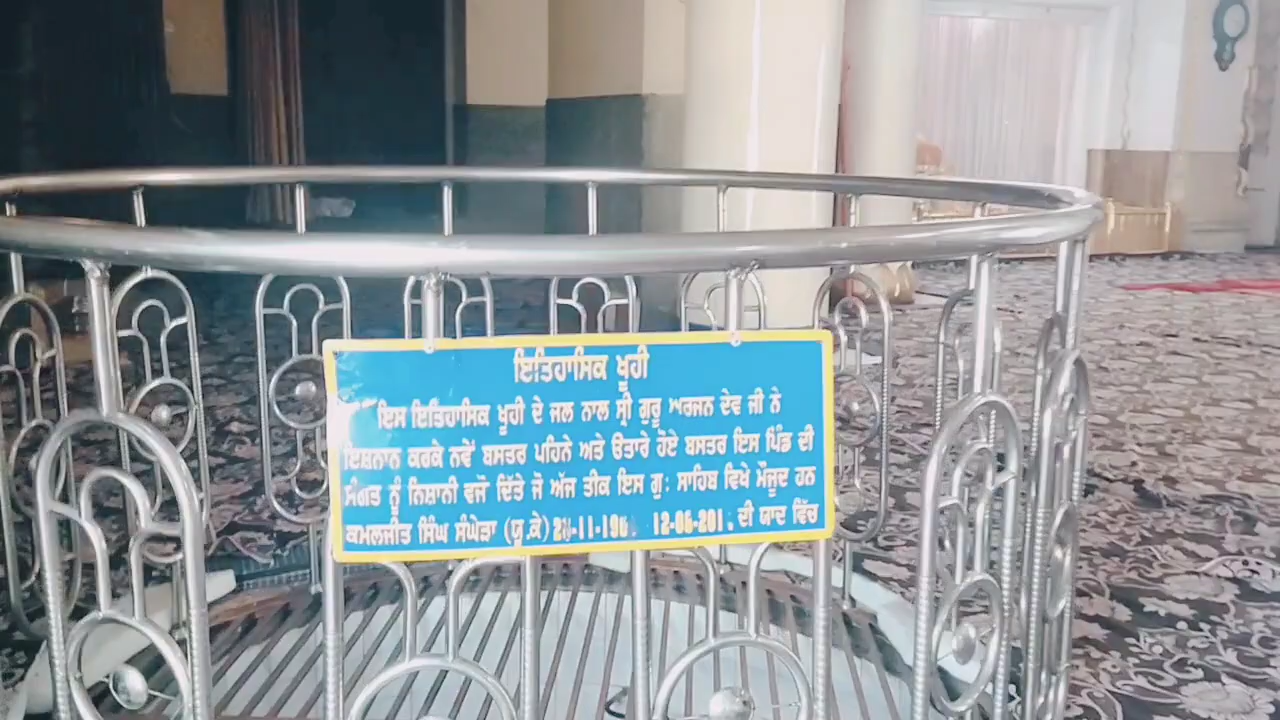 ਇਤਿਹਾਸਿਕ ਖੂਹੀ
ਇਸ ਇਤਿਹਾਸਿਕ ਖੂਹੀ ਦੇ ਜਲ ਨਾਲ ਸ੍ਰੀ ਗੁਰੂ ਅਰਜਨ ਦੇਵ ਜੀ ਨੇ
ਇਸ਼ਨਾਨ ਕਰਕੇ ਨਵੇਂ ਬਸਤਰ ਪਹਿਨੇ ਅਤੇ ਉਤਾਰੇ ਹੋਏ ਬਸਤਰ ਇਸ ਪਿੰਡ ਦੀ
ਸੰਗਤ ਨੂੰ ਨਿਸ਼ਾਨੀ ਵਜੋਂ ਦਿੱਤੇ ਜੋ ਅੱਜ ਤੀਕ ਇਸ ਗੁ: ਸਾਹਿਬ ਵਿਖੇ ਮੌਜੂਦ ਹਨ
ਕਮਲਜੀਤ ਸਿੰਘ ਸੰਘੇੜਾ (ਯੂ.ਕੇ) ਦੀ ਯਾਦ ਵਿੱਚ